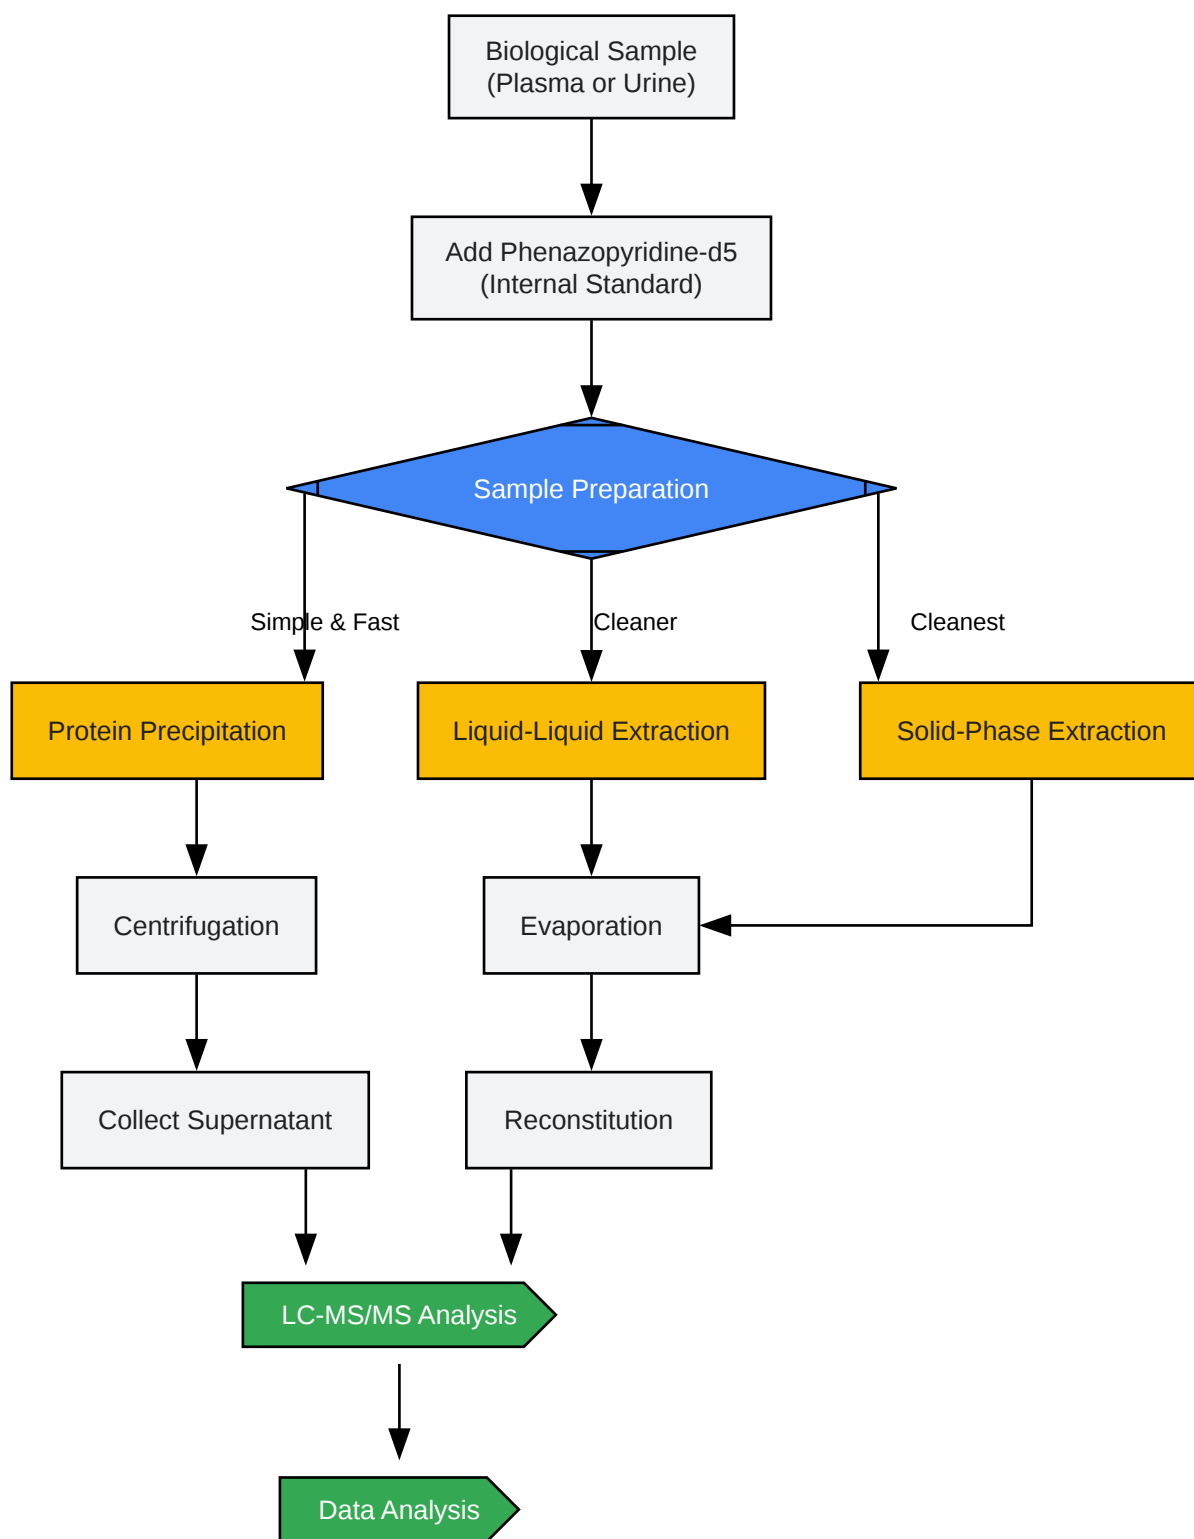 Biological Sample
(Plasma or Urine)
Add Phenazopyridine-d5
(Internal Standard)
Sample Preparation
Simple & Fast
Cleaner
Cleanest
Protein Precipitation
Liquid-Liquid Extraction
Solid-Phase Extraction
Centrifugation
Evaporation
Collect Supernatant
Reconstitution
LC-MS/MS Analysis
Data Analysis